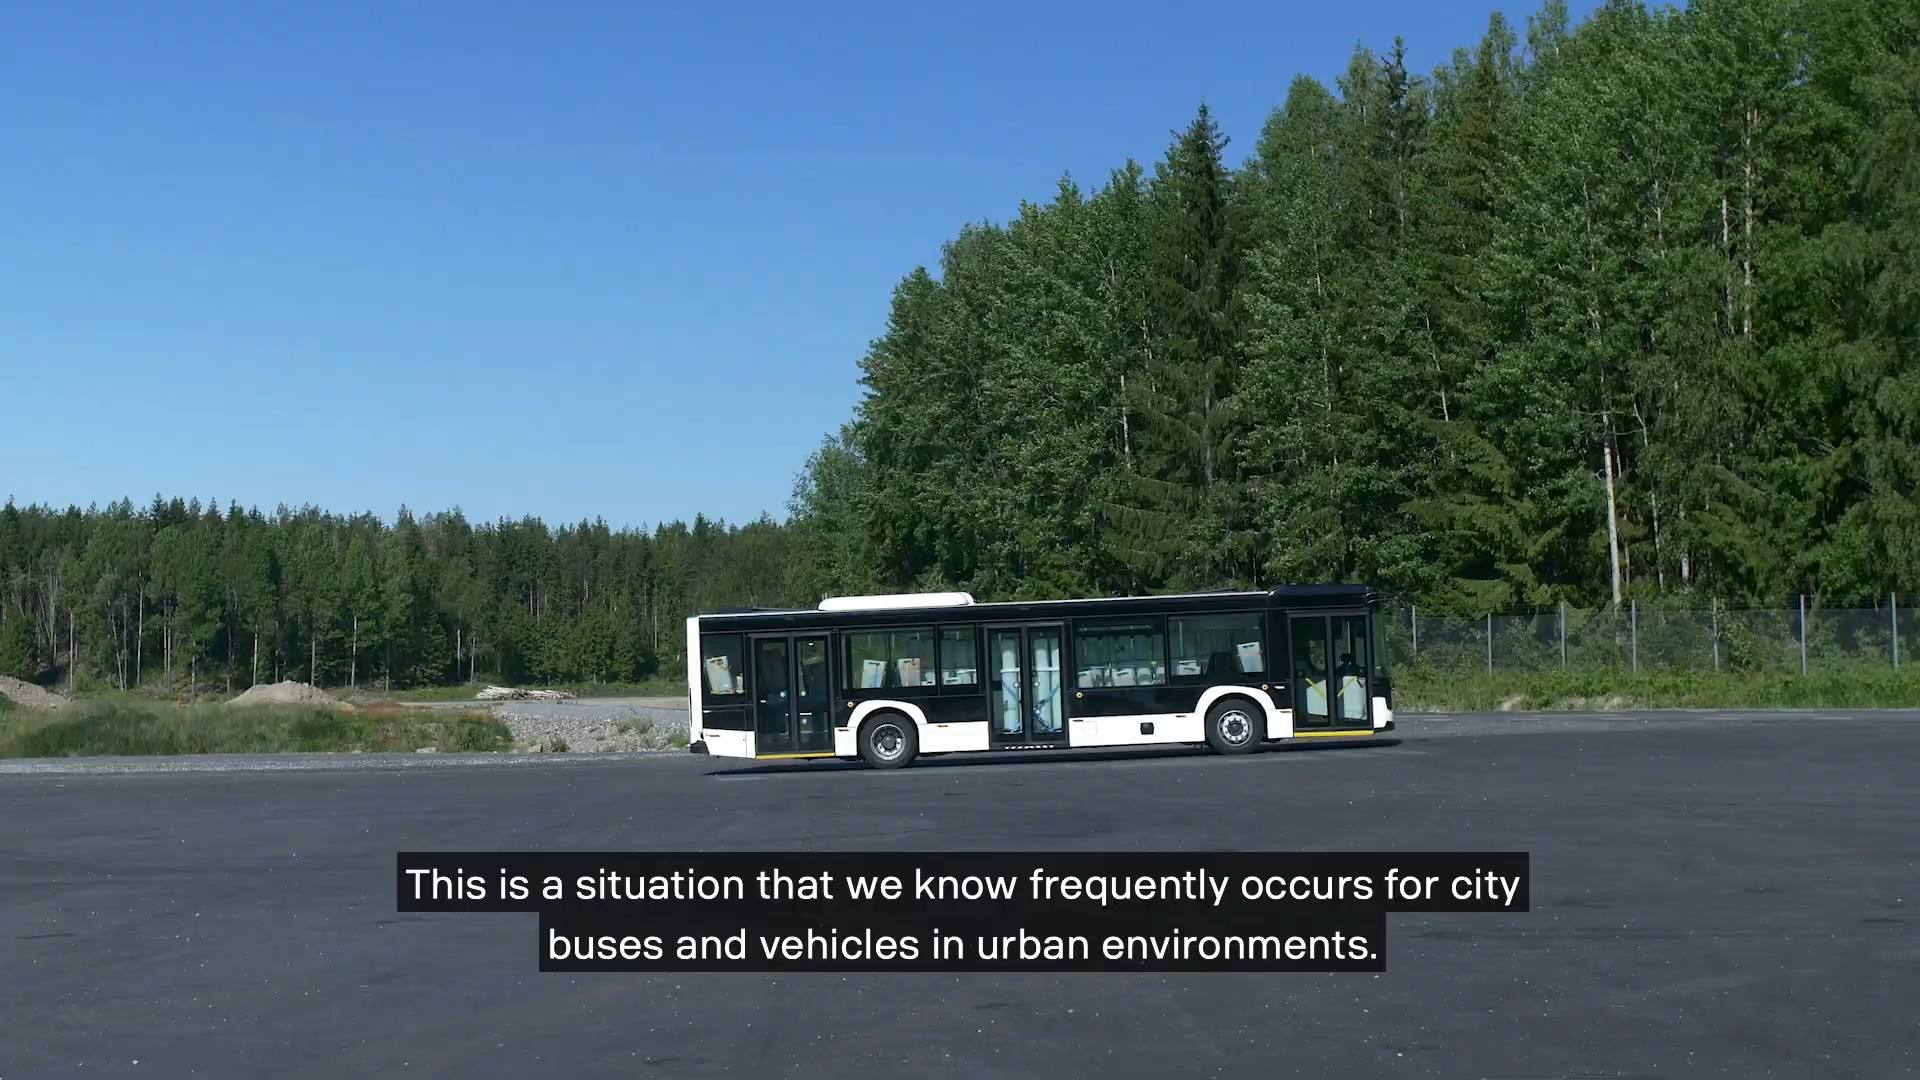 This is a situation that we know frequently occurs for city
buses and vehicles in urban environments.